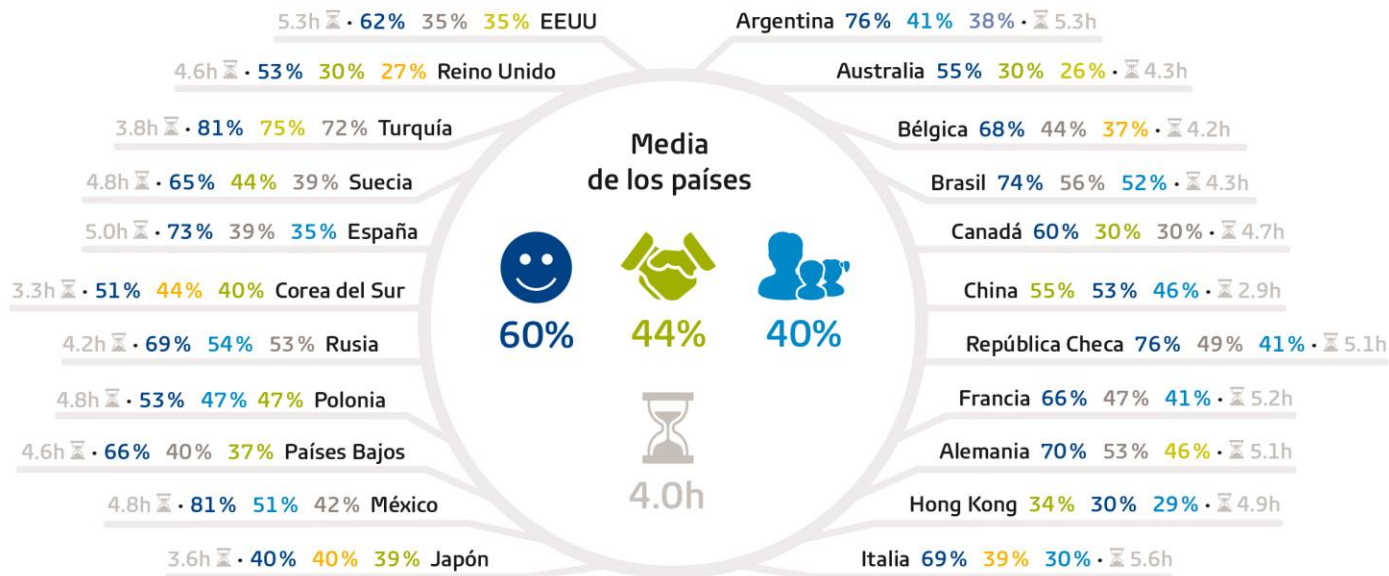 5.3h · 62% 35% 35% EEUU
4.6h · 53% 30% 27% Reino Unido
3.8h · 81% 75% 72% Turquía
4.8h · 65% 44% 39% Suecia
5.0h · 73% 39% 35% España
3.3h · 51% 44% 40% Corea del Sur
4.2h · 69% 54% 53% Rusia
4.8h · 53% 47% 47% Polonia
4.6h · 66% 40% 37% Países Bajos
4.8h · 81% 51% 42% México
3.6h · 40% 40% 39% Japón
Media
de los países
60% 44% 40%
4.0h
Argentina 76% 41% 38% · 5.3h
Australia 55% 30% 26% · 4.3h
Bélgica 68% 44% 37% · 4.2h
Brasil 74% 56% 52% · 4.3h
Canadá 60% 30% 30% · 4.7h
China 55% 53% 46% · 2.9h
República Checa 76% 49% 41% · 5.1h
Francia 66% 47% 41% · 5.2h
Alemania 70% 53% 46% · 5.1h
Hong Kong 34% 30% 29% · 4.9h
Italia 69% 39% 30% · 5.6h